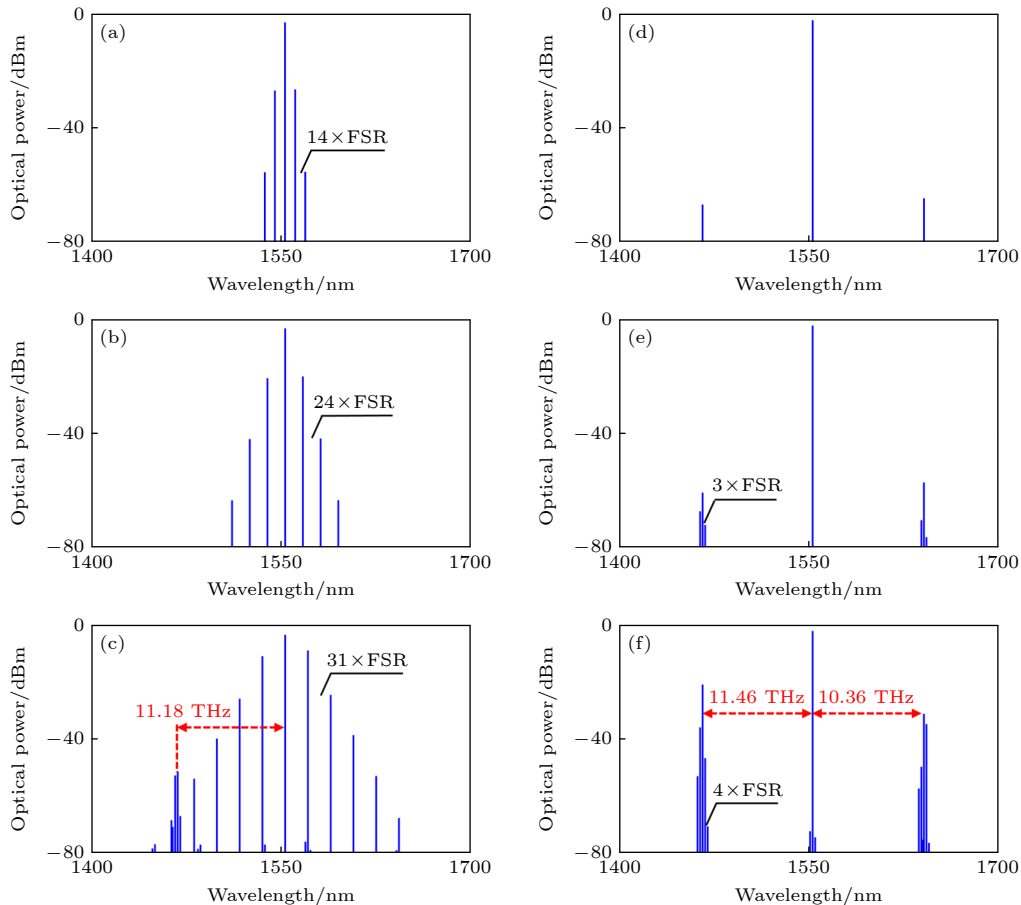 (a)
0
−40
−80
Optical power/dBm
14×FSR
1400
1550
1700
Wavelength/nm
(d)
0
−40
−80
Optical power/dBm
1400
1550
1700
Wavelength/nm
(b)
0
−40
−80
Optical power/dBm
24×FSR
1400
1550
1700
Wavelength/nm
(e)
0
−40
−80
Optical power/dBm
3×FSR
1400
1550
1700
Wavelength/nm
(c)
0
−40
−80
Optical power/dBm
31×FSR
11.18 THz
1400
1550
1700
Wavelength/nm
(f)
0
−40
−80
Optical power/dBm
11.46 THz
10.36 THz
4×FSR
1400
1550
1700
Wavelength/nm